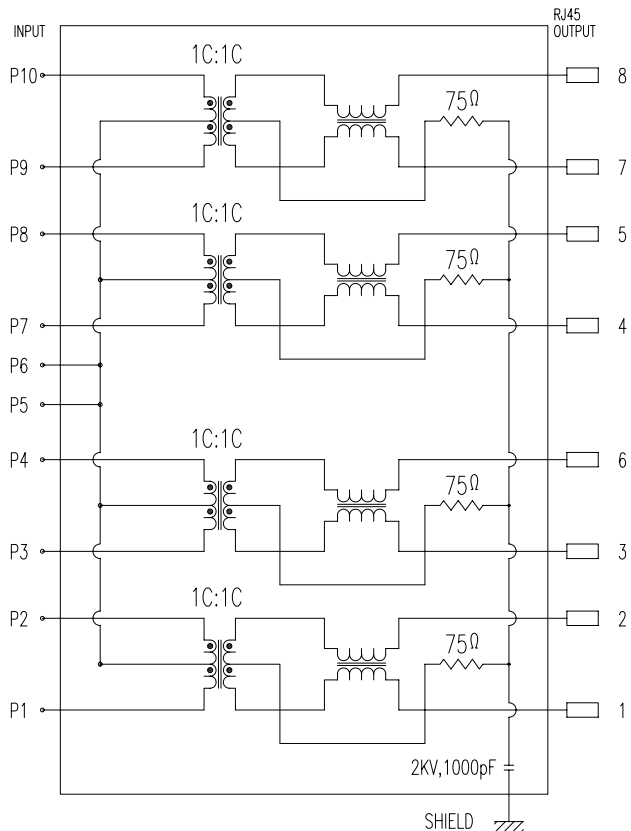 RJ45
INPUT OUTPUT
1C:1C
P10 8
75Ω
P9 7
1C:1C
P8 5
75Ω
P7 4
P6
P5
1C:1C
P4 6
75Ω
P3 3
1C:1C
P2 2
75Ω
P1 1
2KV,1000pF
SHIELD